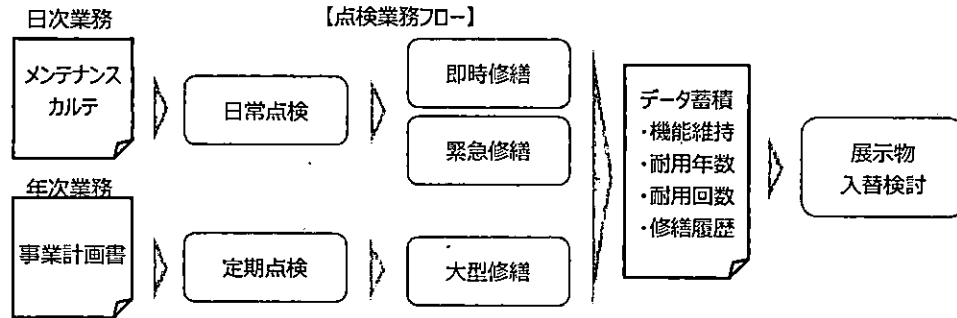 日次業務
【点検業務フロー】
メンテナンス
カルテ
日常点検
即時修繕
緊急修繕
年次業務
事業計画書
定期点検
大型修繕
データ蓄積
・機能維持
・耐用年数
・耐用回数
・修繕履歴
展示物
入替検討